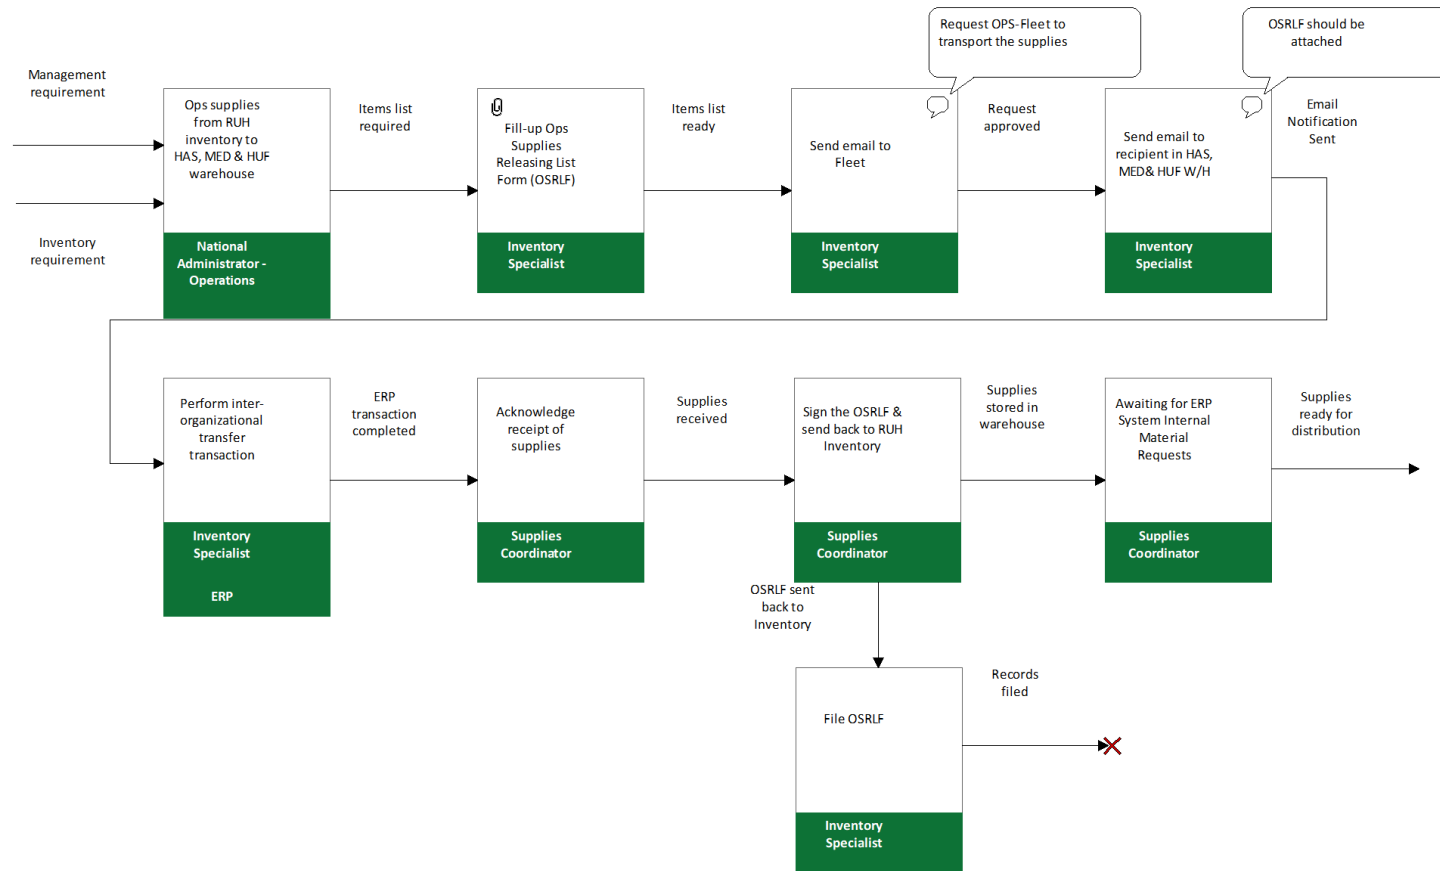 Request OPS-Fleet to
transport the supplies
OSRLF should be
attached
Management
requirement
Ops supplies
from RUH
inventory to
HAS, MED & HUF
warehouse
Items list
required
Fill-up Ops
Supplies
Releasing List
Form (OSRLF)
Items list
ready
Send email to
Fleet
Request
approved
Send email to
recipient in HAS,
MED& HUF W/H
Email
Notification
Sent
Inventory
requirement
National
Administrator -
Operations
Inventory
Specialist
Inventory
Specialist
Inventory
Specialist
Perform inter-
organizational
transfer
transaction
ERP
transaction
completed
Acknowledge
receipt of
supplies
Supplies
received
Sign the OSRLF &
send back to RUH
Inventory
Supplies
stored in
warehouse
Awaiting for ERP
System Internal
Material
Requests
Supplies
ready for
distribution
Inventory
Specialist
ERP
Supplies
Coordinator
Supplies
Coordinator
Supplies
Coordinator
OSRLF sent
back to
Inventory
File OSRLF
Records
filed
Inventory
Specialist